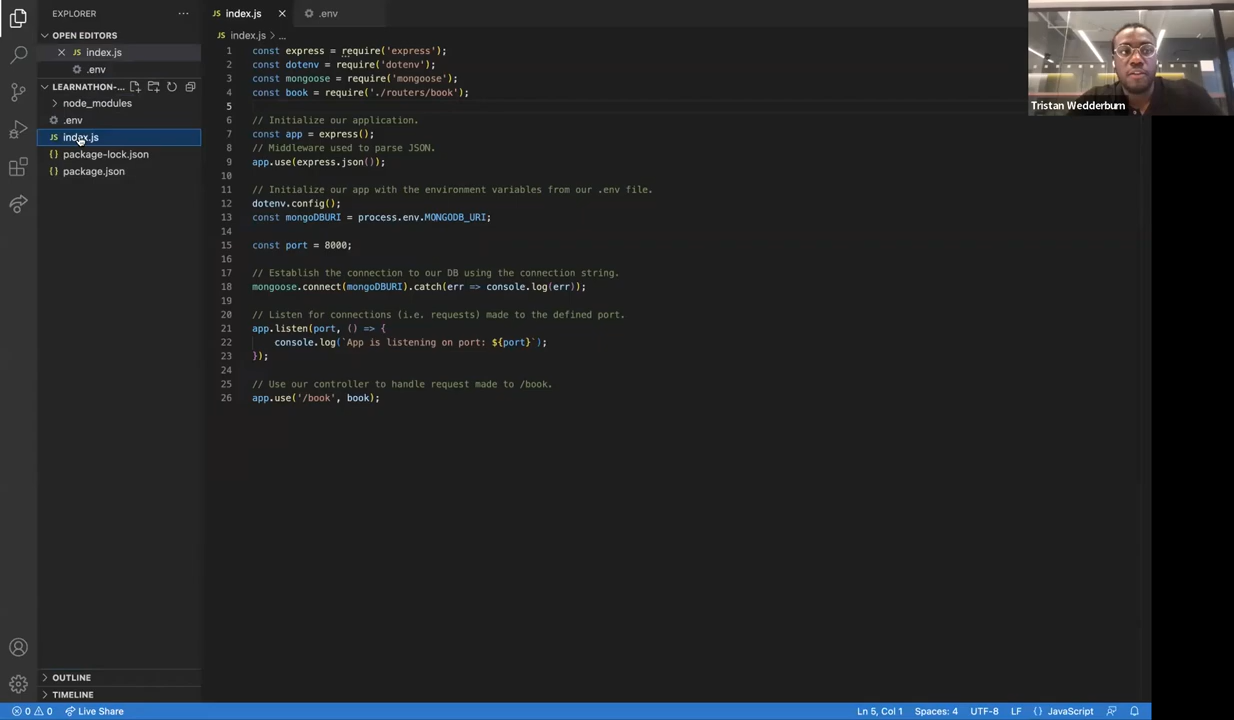 EXPLORER
OPEN EDITORS
JS index.js
.env
LEARNATHON-...
node_modules
.env
JS index.js
{} package-lock.json
{} package.json
OUTLINE
TIMELINE
index.js
.env
JS index.js > ...
1 const express = require('express');
2 const dotenv = require('dotenv');
3 const mongoose = require('mongoose');
4 const book = require('./routers/book');
5
6 // Initialize our application.
7 const app = express();
8 // Middleware used to parse JSON.
9 app.use(express.json());
10
11 // Initialize our app with the environment variables from our .env file.
12 dotenv.config();
13 const mongoDBURI = process.env.MONGODB_URI;
14
15 const port = 8000;
16
17 // Establish the connection to our DB using the connection string.
18 mongoose.connect(mongoDBURI).catch(err => console.log(err));
19
20 // Listen for connections (i.e. requests) made to the defined port.
21 app.listen(port, () => {
22 console.log(`App is listening on port: ${port}`);
23 });
24
25 // Use our controller to handle request made to /book.
26 app.use('/book', book);
Tristan Wedderburn
0 0 Live Share
Ln 5, Col 1 Spaces: 4 UTF-8 LF {} JavaScript